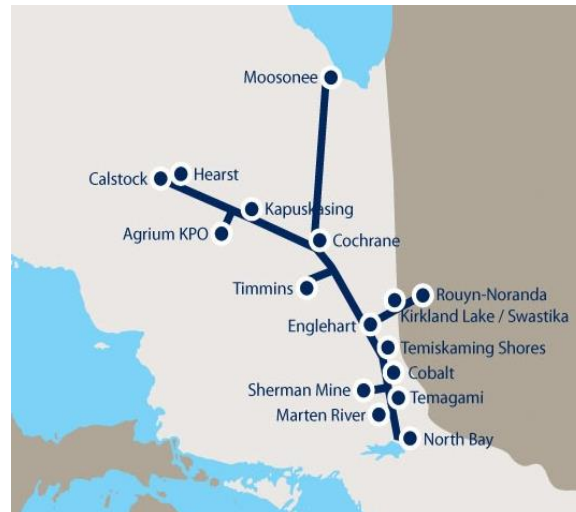 Moosonee
Hearst
Calstock
Kapuskasing
Agrium KPO
Cochrane
Timmins
Rouyn-Noranda
Kirkland Lake / Swastika
Englehart
Temiskaming Shores
Cobalt
Sherman Mine
Temagami
Marten River
North Bay